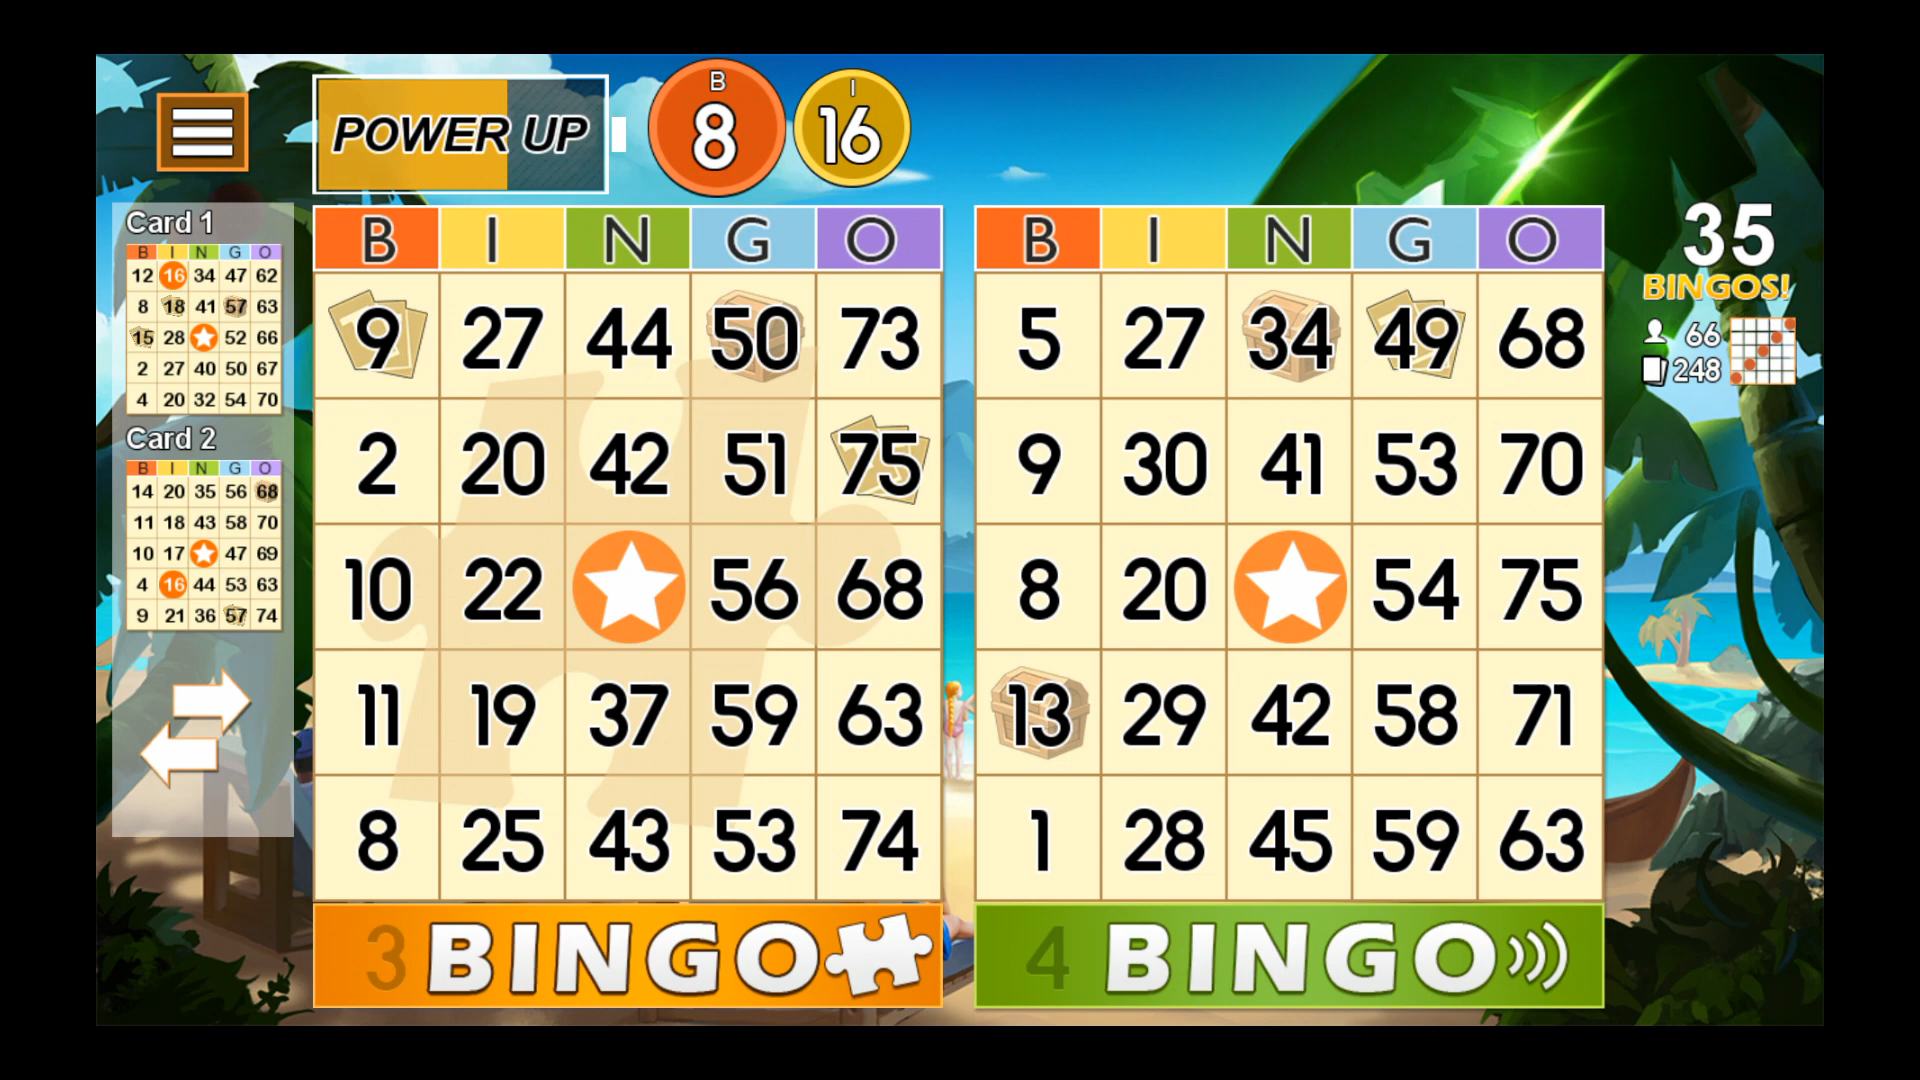 POWER UP
B
8
I
16
Card 1
B I N G O
12 16 34 47 62
8 18 41 57 63
15 28 52 66
2 27 40 50 67
4 20 32 54 70
Card 2
B I N G O
14 20 35 56 68
11 18 43 58 70
10 17 47 69
4 16 44 53 63
9 21 36 57 74
B I N G O
9 27 44 50 73
2 20 42 51 75
10 22 56 68
11 19 37 59 63
8 25 43 53 74
3 BINGO
B I N G O
5 27 34 49 68
9 30 41 53 70
8 20 54 75
13 29 42 58 71
1 28 45 59 63
4 BINGO
35
BINGOS!
66
248